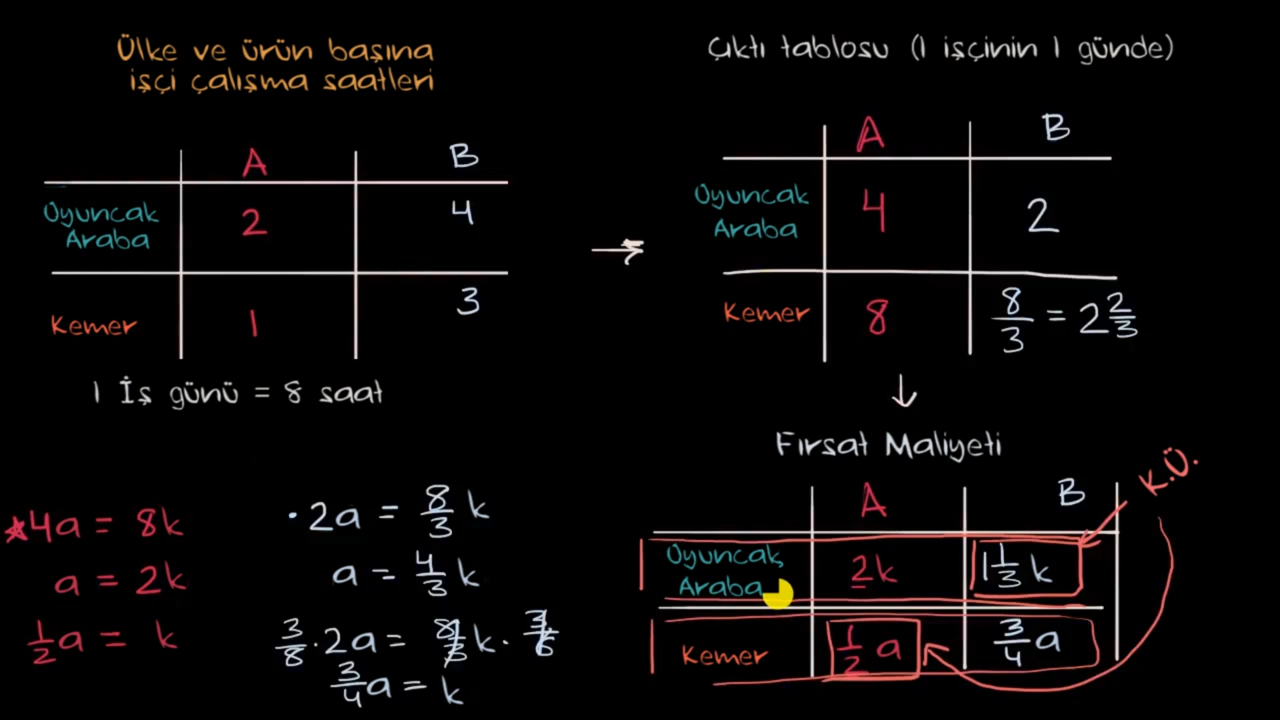 Ülke ve ürün başına
işçi çalışma saatleri
A B
Oyuncak Araba 2 4
Kemer 1 3
1 İş günü = 8 saat
Çıktı tablosu (1 işçinin 1 günde)
A B
Oyuncak Araba 4 2
Kemer 8 8/3 = 2 2/3
Fırsat Maliyeti
A B K.Ü.
Oyuncak Araba 2k 1 1/3 k
Kemer 1/2 a 3/4 a
*4a = 8k
a = 2k
1/2 a = k
· 2a = 8/3 k
a = 4/3 k
3/8 · 2a = 8/3 k ·
3/4 a = k